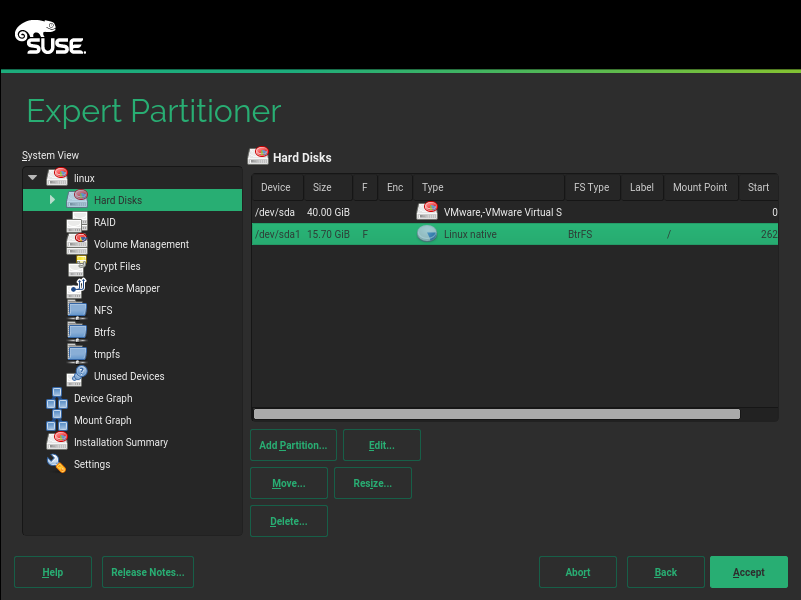 SUSE.
Expert Partitioner
System View
linux
Hard Disks
RAID
Volume Management
Crypt Files
Device Mapper
NFS
Btrfs
tmpfs
Unused Devices
Device Graph
Mount Graph
Installation Summary
Settings
Hard Disks
Device Size F Enc Type FS Type Label Mount Point Start
/dev/sda 40.00 GiB VMware,-VMware Virtual S 0
/dev/sda1 15.70 GiB F Linux native BtrFS / 262
Add Partition... Edit...
Move... Resize...
Delete...
Help Release Notes... Abort Back Accept